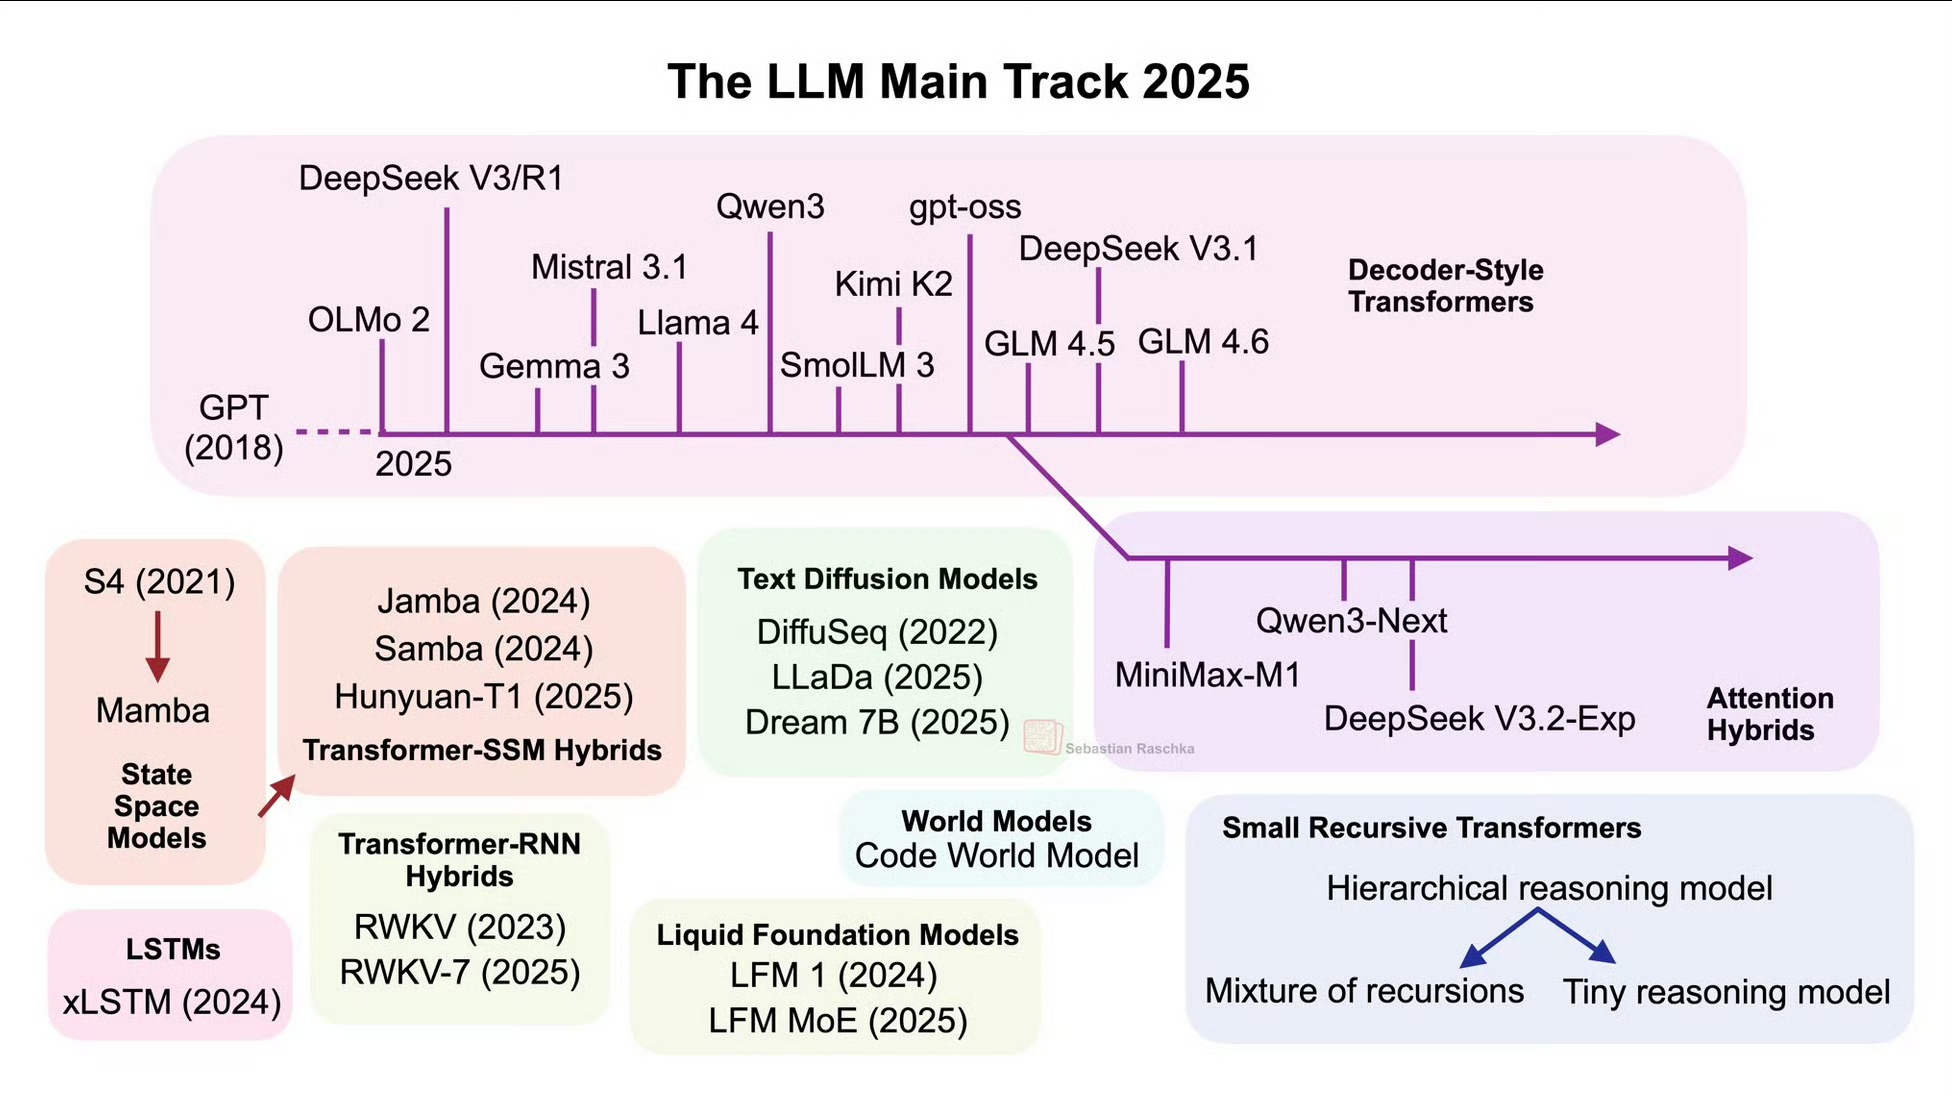 The LLM Main Track 2025
DeepSeek V3/R1
Qwen3
gpt-oss
DeepSeek V3.1
Mistral 3.1
Kimi K2
Decoder-Style
Transformers
OLMo 2
Llama 4
GLM 4.5
GLM 4.6
Gemma 3
SmolLM 3
GPT
(2018)
2025
S4 (2021)
Mamba
State
Space
Models
Jamba (2024)
Samba (2024)
Hunyuan-T1 (2025)
Transformer-SSM Hybrids
Text Diffusion Models
DiffuSeq (2022)
LLaDa (2025)
Dream 7B (2025)
Sebastian Raschka
Qwen3-Next
MiniMax-M1
DeepSeek V3.2-Exp
Attention
Hybrids
LSTMs
xLSTM (2024)
Transformer-RNN
Hybrids
RWKV (2023)
RWKV-7 (2025)
World Models
Code World Model
Liquid Foundation Models
LFM 1 (2024)
LFM MoE (2025)
Small Recursive Transformers
Hierarchical reasoning model
Mixture of recursions
Tiny reasoning model